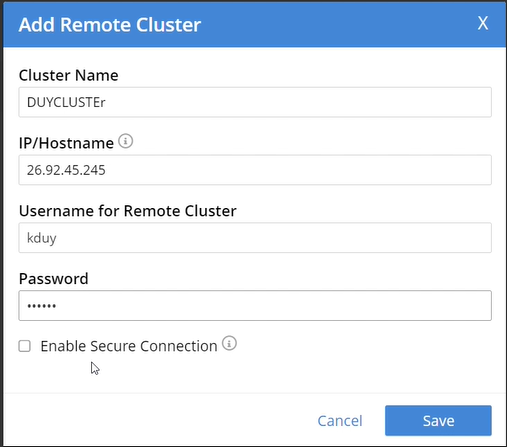 Add Remote Cluster X
Cluster Name
DUYCLUSTEr
IP/Hostname
26.92.45.245
Username for Remote Cluster
kduy
Password
••••••
Enable Secure Connection
Cancel Save